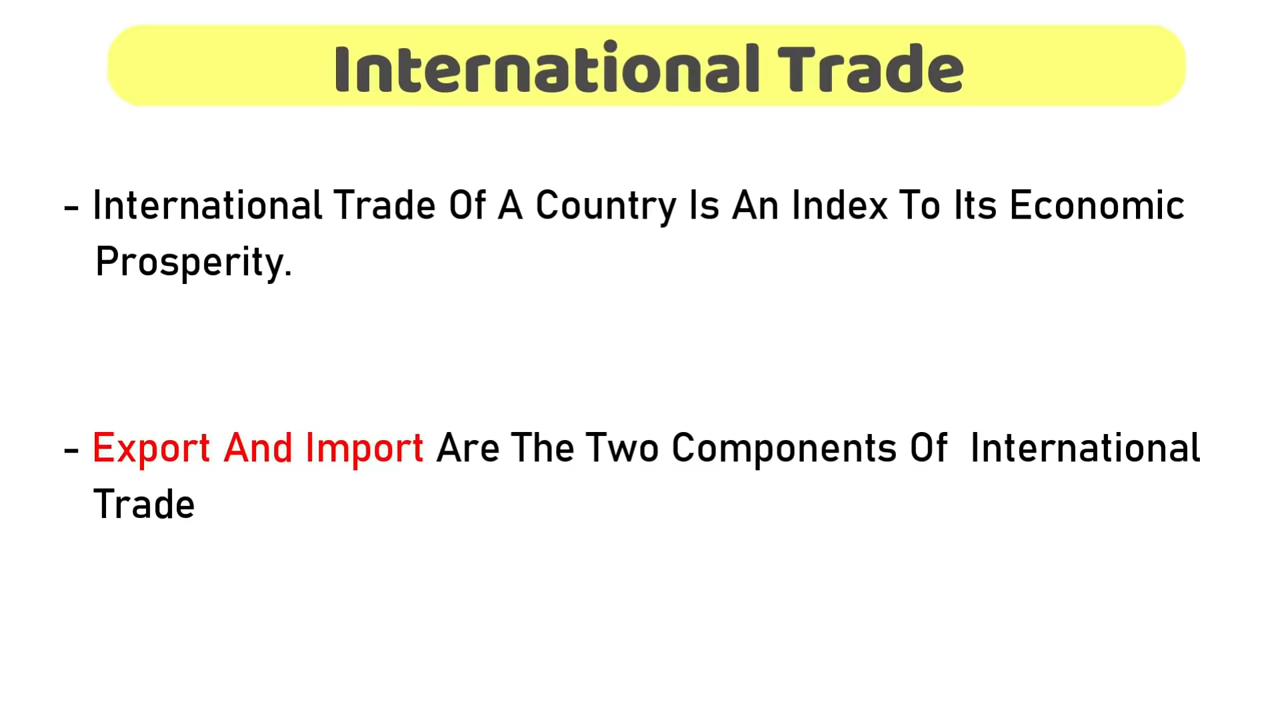 International Trade
- International Trade Of A Country Is An Index To Its Economic
Prosperity.
- Export And Import Are The Two Components Of International
Trade